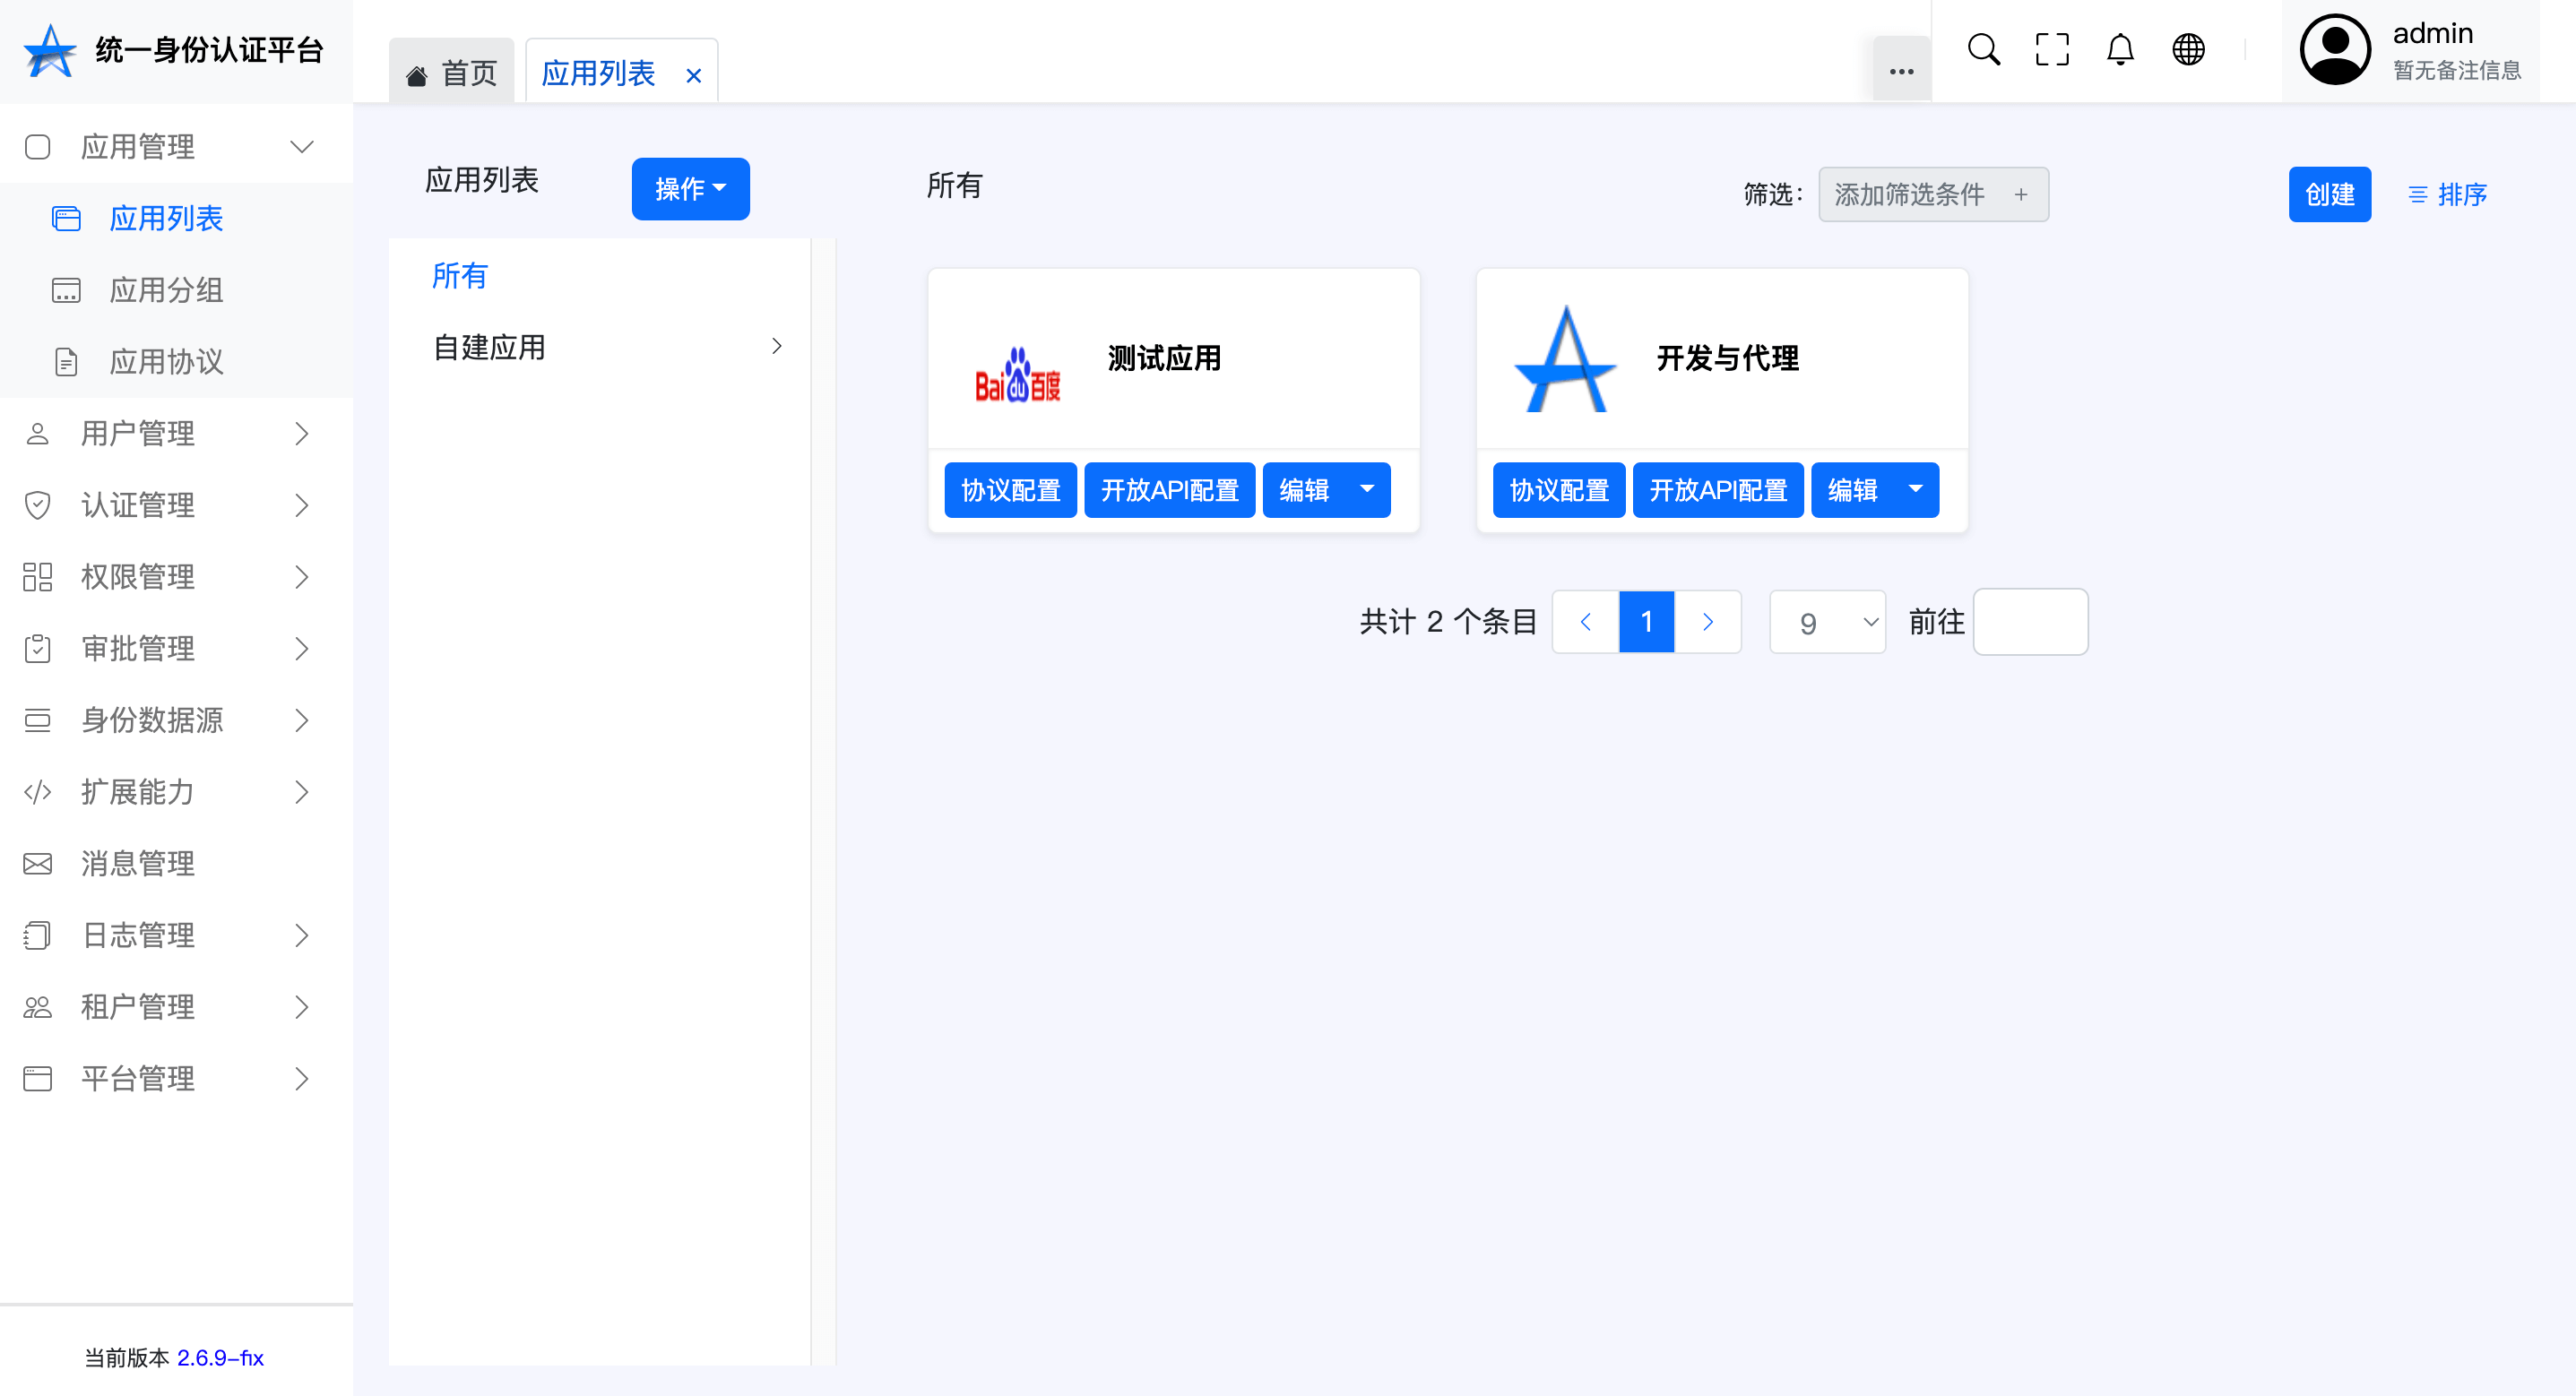 统一身份认证平台
首页
应用列表
admin
暂无备注信息
应用管理
应用列表
应用分组
应用协议
用户管理
认证管理
权限管理
审批管理
身份数据源
扩展能力
消息管理
日志管理
租户管理
平台管理
当前版本 2.6.9-fix
应用列表
操作
所有
自建应用
所有
筛选：
添加筛选条件 +
创建
排序
Bai du 百度
测试应用
协议配置
开放API配置
编辑
开发与代理
协议配置
开放API配置
编辑
共计 2 个条目
1
9
前往